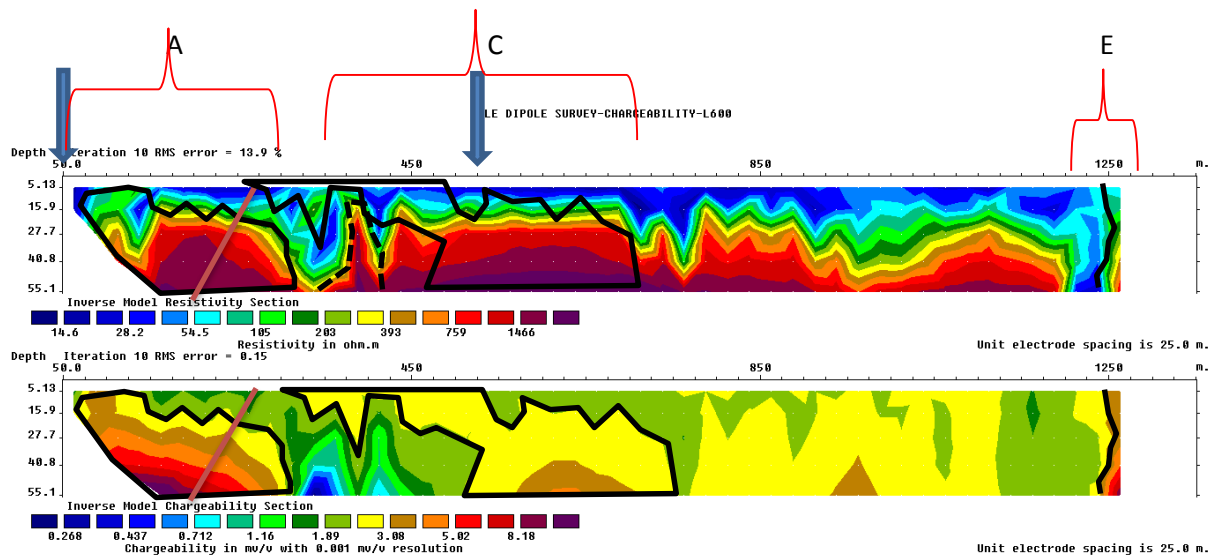 A C E
LE DIPOLE SURVEY-CHARGEABILITY-L600
Depth Iteration 10 RMS error = 13.9 %
50.0 450 850 1250 m.
5.13
15.9
27.7
40.8
55.1
Inverse Model Resistivity Section
14.6 28.2 54.5 105 203 393 759 1466
Resistivity in ohm.m Unit electrode spacing is 25.0 m.
Depth Iteration 10 RMS error = 0.15
50.0 450 850 1250 m.
5.13
15.9
27.7
40.8
55.1
Inverse Model Chargeability Section
0.268 0.437 0.712 1.16 1.89 3.08 5.02 8.18
Chargeability in mv/v with 0.001 mv/v resolution Unit electrode spacing is 25.0 m.